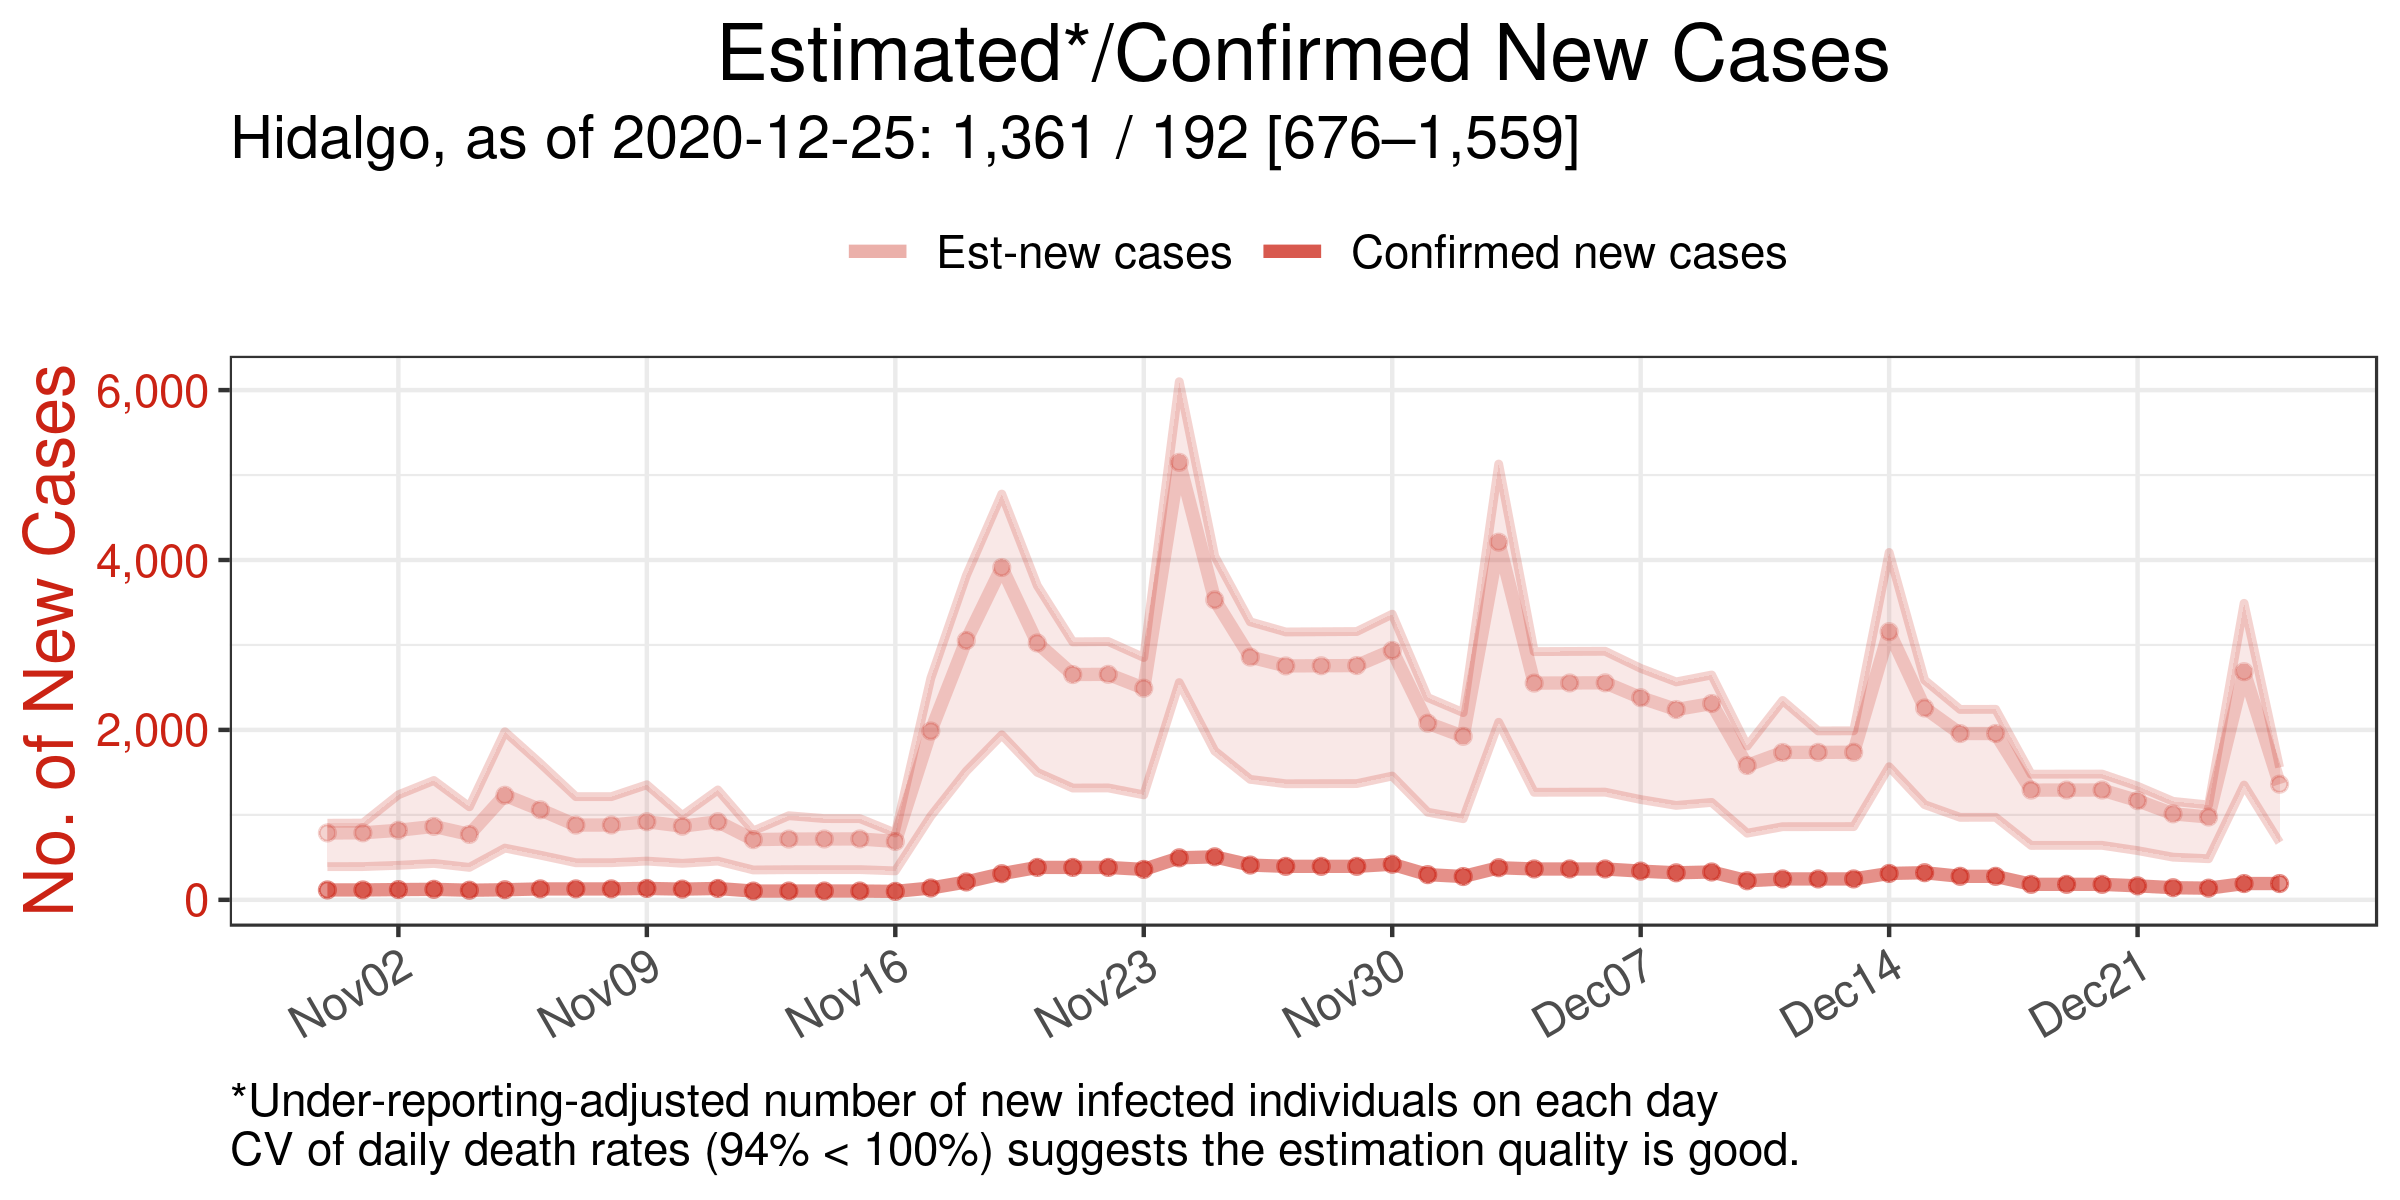 Estimated*/Confirmed New Cases
Hidalgo, as of 2020-12-25: 1,361 / 192 [676–1,559]
Est-new cases Confirmed new cases
No. of New Cases
6,000
4,000
2,000
0
Nov02 Nov09 Nov16 Nov23 Nov30 Dec07 Dec14 Dec21
*Under-reporting-adjusted number of new infected individuals on each day
CV of daily death rates (94% < 100%) suggests the estimation quality is good.